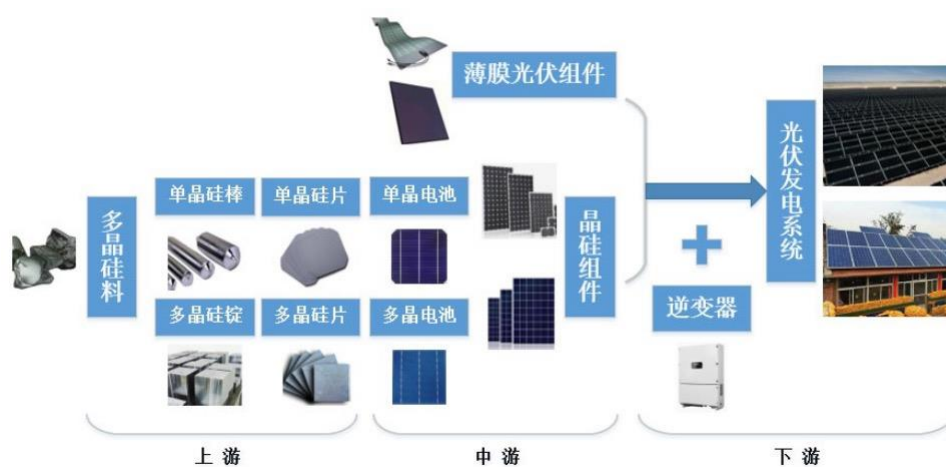 薄膜光伏组件
单晶硅棒
单晶硅片
单晶电池
多晶硅料
晶硅组件
光伏发电系统
多晶硅锭
多晶硅片
多晶电池
逆变器
上游
中游
下游